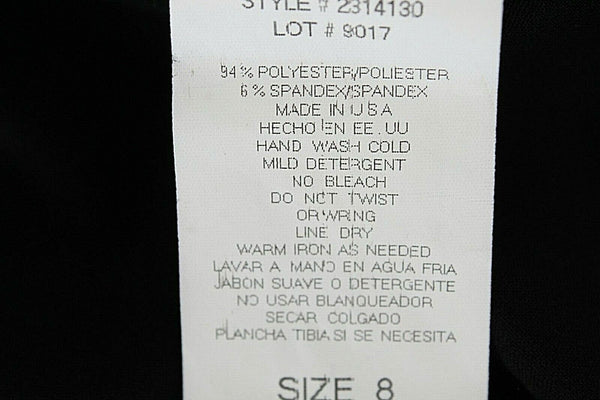 STYLE # 2314130
LOT # 9017
94% POLYESTER/POLIESTER
6% SPANDEX/SPANDEX
MADE IN U S A
HECHO EN EE.UU
HAND WASH COLD
MILD DETERGENT
NO BLEACH
DO NOT TWIST
OR WRING
LINE DRY
WARM IRON AS NEEDED
LAVAR A MANO EN AGUA FRIA
JABON SUAVE O DETERGENTE
NO USAR BLANQUEADOR
SECAR COLGADO
PLANCHA TIBIA SI SE NECESITA
SIZE 8